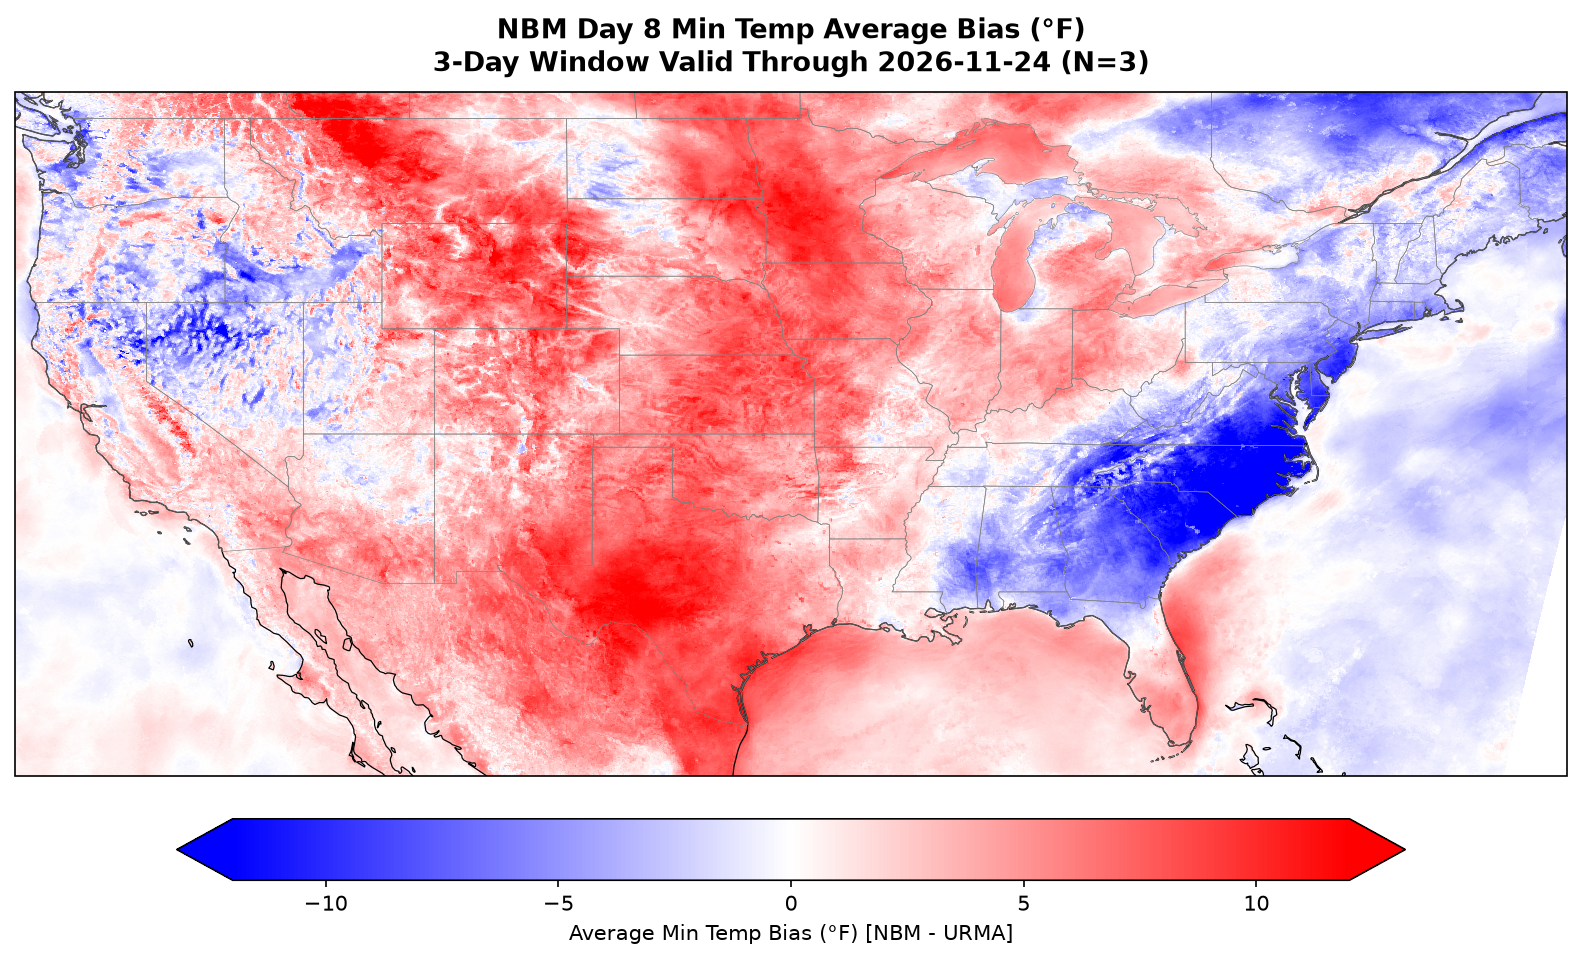 NBM Day 8 Min Temp Average Bias (°F)
3-Day Window Valid Through 2026-11-24 (N=3)
−10 −5 0 5 10
Average Min Temp Bias (°F) [NBM - URMA]